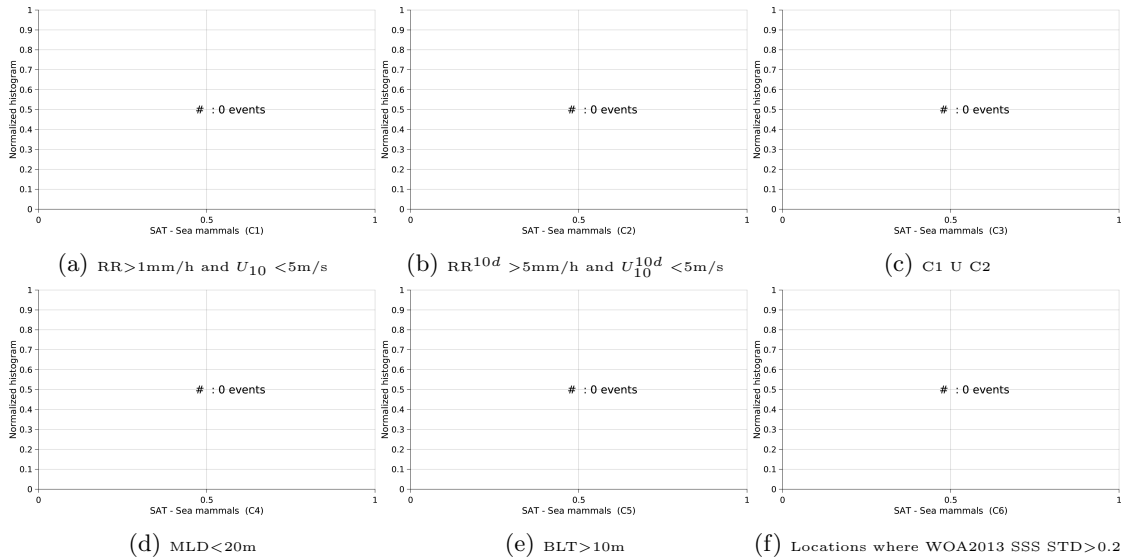 1
0.9
0.8
0.7
0.6
0.5
0.4
0.3
0.2
0.1
0
Normalized histogram
# : 0 events
0 0.5 1
SAT - Sea mammals (C1)
(a) RR>1mm/h and U10 <5m/s
1
0.9
0.8
0.7
0.6
0.5
0.4
0.3
0.2
0.1
0
Normalized histogram
# : 0 events
0 0.5 1
SAT - Sea mammals (C2)
(b) RR10d >5mm/h and U10d10 <5m/s
1
0.9
0.8
0.7
0.6
0.5
0.4
0.3
0.2
0.1
0
Normalized histogram
# : 0 events
0 0.5 1
SAT - Sea mammals (C3)
(c) C1 U C2
1
0.9
0.8
0.7
0.6
0.5
0.4
0.3
0.2
0.1
0
Normalized histogram
# : 0 events
0 0.5 1
SAT - Sea mammals (C4)
(d) MLD<20m
1
0.9
0.8
0.7
0.6
0.5
0.4
0.3
0.2
0.1
0
Normalized histogram
# : 0 events
0 0.5 1
SAT - Sea mammals (C5)
(e) BLT>10m
1
0.9
0.8
0.7
0.6
0.5
0.4
0.3
0.2
0.1
0
Normalized histogram
# : 0 events
0 0.5 1
SAT - Sea mammals (C6)
(f) Locations where WOA2013 SSS STD>0.2